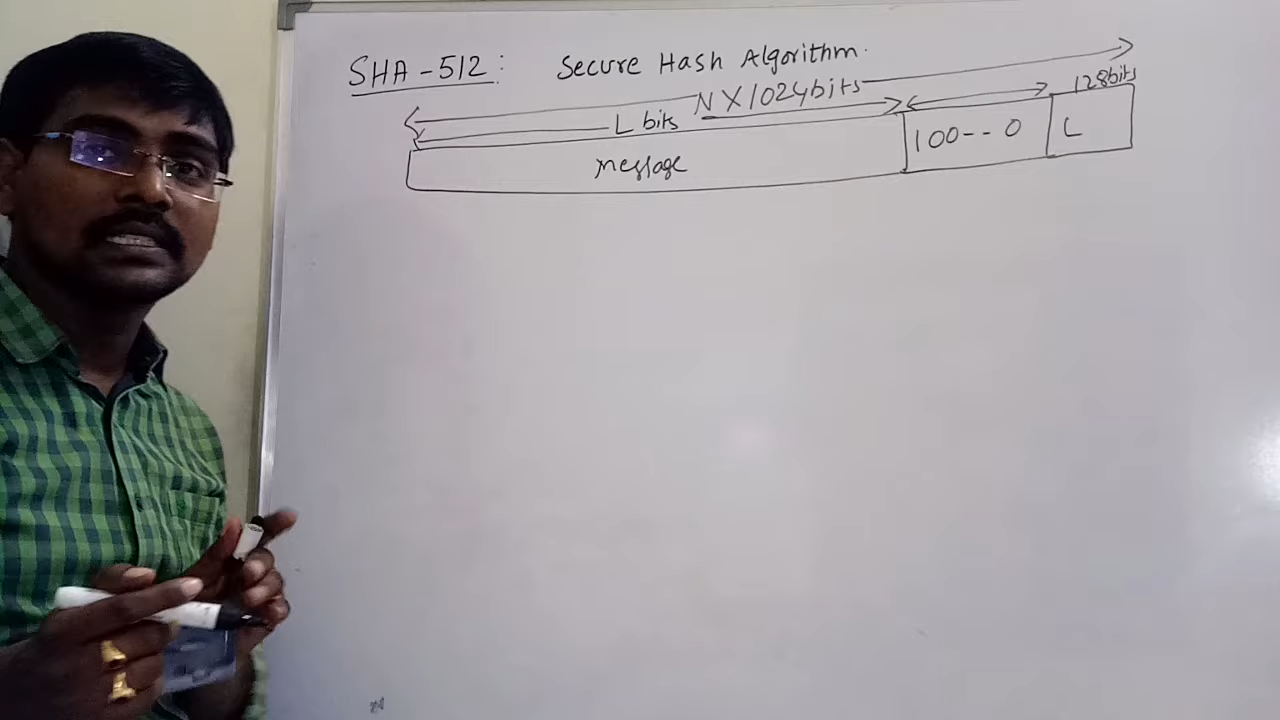 SHA-512: Secure Hash Algorithm.
N X 1024 bits
128 bits
L bits
message 100--0 L